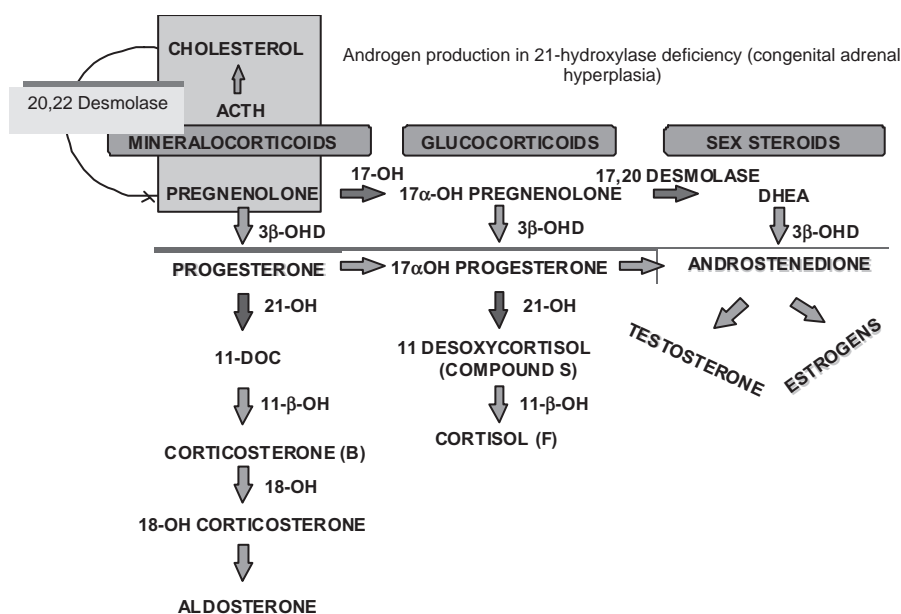 CHOLESTEROL
Androgen production in 21-hydroxylase deficiency (congenital adrenal
hyperplasia)
20,22 Desmolase
ACTH
MINERALOCORTICOIDS
GLUCOCORTICOIDS
SEX STEROIDS
PREGNENOLONE
17-OH
17α-OH PREGNENOLONE
17,20 DESMOLASE
DHEA
3β-OHD
3β-OHD
3β-OHD
PROGESTERONE
17αOH PROGESTERONE
ANDROSTENEDIONE
21-OH
21-OH
TESTOSTERONE
ESTROGENS
11-DOC
11 DESOXYCORTISOL
(COMPOUND S)
11-β-OH
11-β-OH
CORTICOSTERONE (B)
CORTISOL (F)
18-OH
18-OH CORTICOSTERONE
ALDOSTERONE